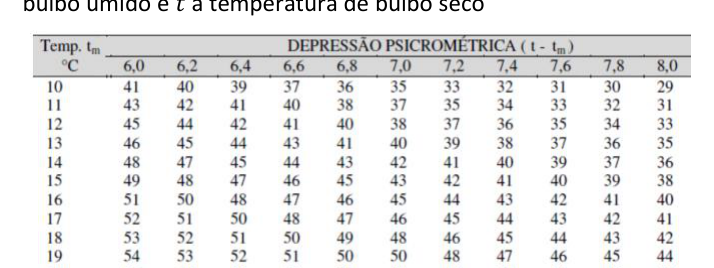 bulbo úmido e t a temperatura de bulbo seco
Temp. tm DEPRESSÃO PSICROMÉTRICA ( t - tm )
°C 6,0 6,2 6,4 6,6 6,8 7,0 7,2 7,4 7,6 7,8 8,0
10 41 40 39 37 36 35 33 32 31 30 29
11 43 42 41 40 38 37 35 34 33 32 31
12 45 44 42 41 40 38 37 36 35 34 33
13 46 45 44 43 41 40 39 38 37 36 35
14 48 47 45 44 43 42 41 40 39 37 36
15 49 48 47 46 45 43 42 41 40 39 38
16 51 50 48 47 46 45 44 43 42 41 40
17 52 51 50 48 47 46 45 44 43 42 41
18 53 52 51 50 49 48 46 45 44 43 42
19 54 53 52 51 50 50 48 47 46 45 44